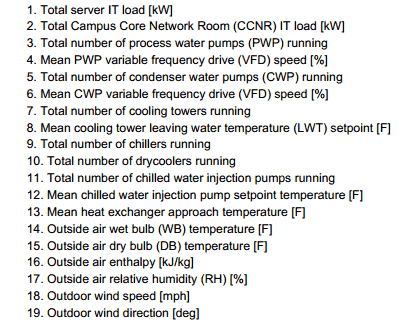 1. Total server IT load [kW]
2. Total Campus Core Network Room (CCNR) IT load [kW]
3. Total number of process water pumps (PWP) running
4. Mean PWP variable frequency drive (VFD) speed [%]
5. Total number of condenser water pumps (CWP) running
6. Mean CWP variable frequency drive (VFD) speed [%]
7. Total number of cooling towers running
8. Mean cooling tower leaving water temperature (LWT) setpoint [F]
9. Total number of chillers running
10. Total number of drycoolers running
11. Total number of chilled water injection pumps running
12. Mean chilled water injection pump setpoint temperature [F]
13. Mean heat exchanger approach temperature [F]
14. Outside air wet bulb (WB) temperature [F]
15. Outside air dry bulb (DB) temperature [F]
16. Outside air enthalpy [kJ/kg]
17. Outside air relative humidity (RH) [%]
18. Outdoor wind speed [mph]
19. Outdoor wind direction [deg]